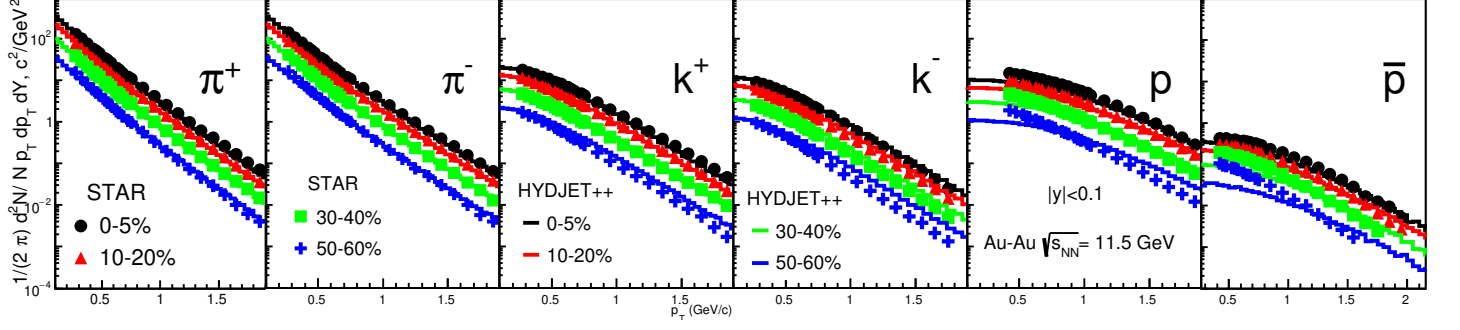 1/(2 π) d²N/ N p_T dp_T dY, c²/GeV²
10²
1
10⁻²
10⁻⁴
π⁺
STAR
0-5%
10-20%
0.5 1 1.5
π⁻
STAR
30-40%
50-60%
0.5 1 1.5
k⁺
HYDJET++
0-5%
10-20%
0.5 1 1.5
p_T (GeV/c)
k⁻
HYDJET++
30-40%
50-60%
0.5 1 1.5
p
|y|<0.1
Au-Au √s_NN= 11.5 GeV
0.5 1 1.5
p̅
0.5 1 1.5 2